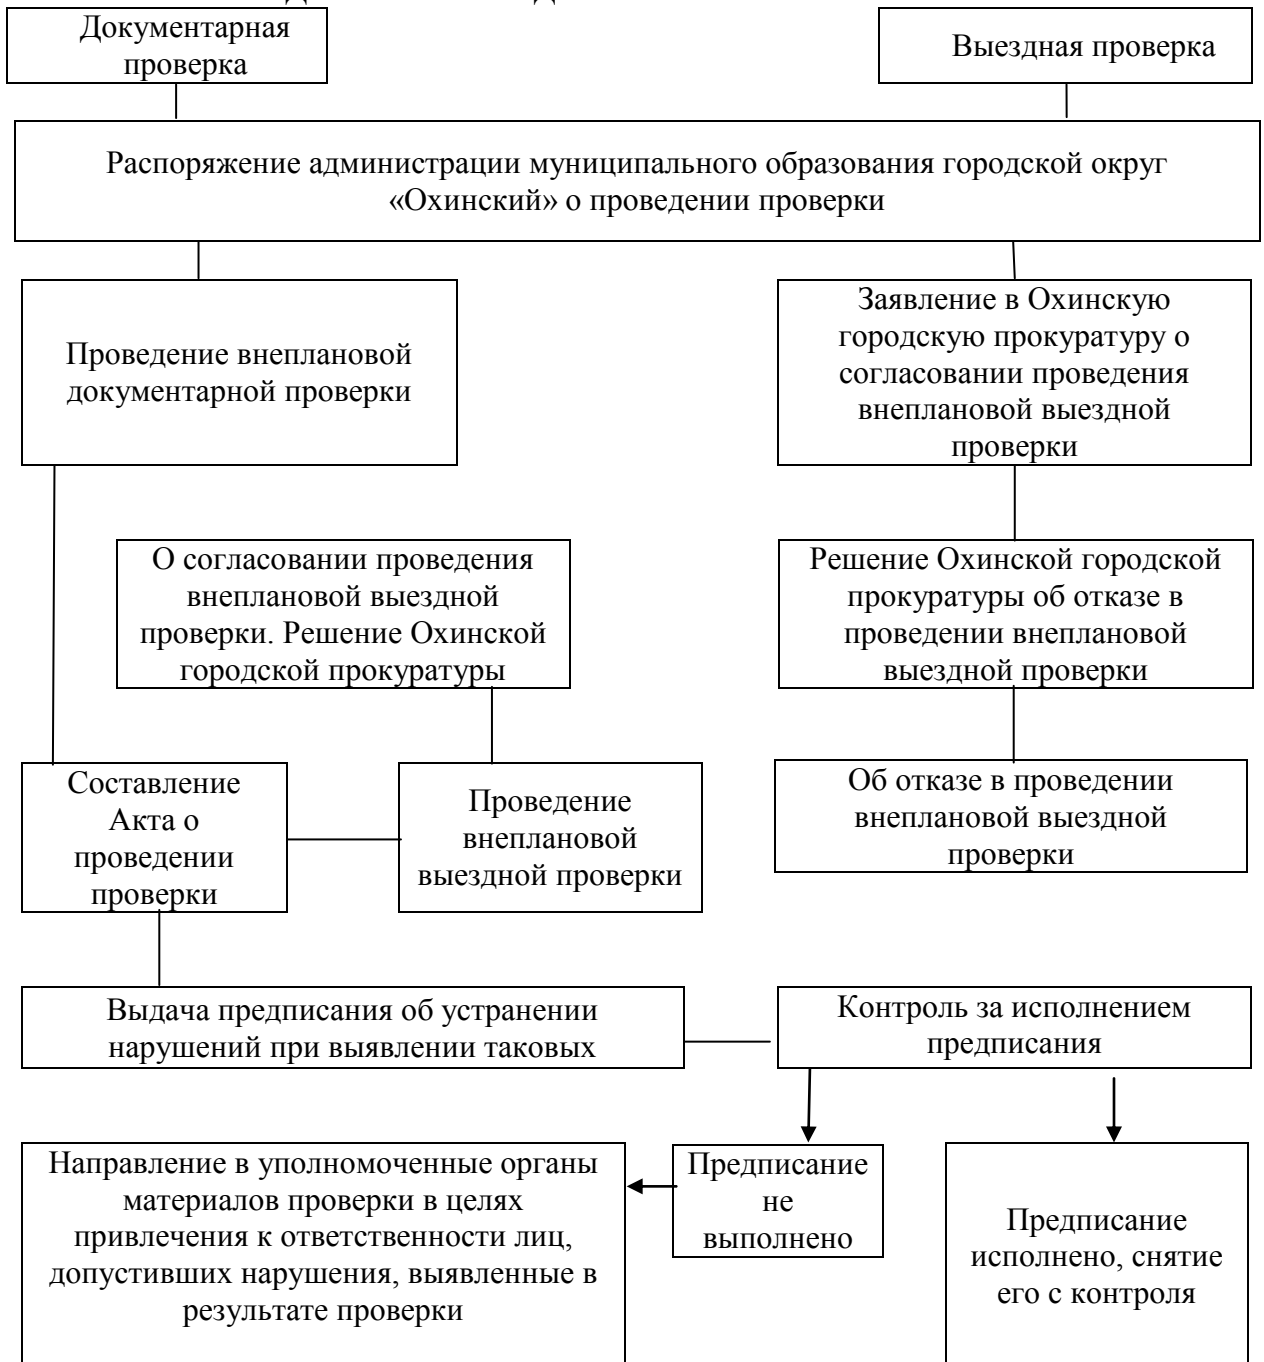 Документарная
проверка
Выездная проверка
Распоряжение администрации муниципального образования городской округ
«Охинский» о проведении проверки
Проведение внеплановой
документарной проверки
Заявление в Охинскую
городскую прокуратуру о
согласовании проведения
внеплановой выездной
проверки
О согласовании проведения
внеплановой выездной
проверки. Решение Охинской
городской прокуратуры
Решение Охинской городской
прокуратуры об отказе в
проведении внеплановой
выездной проверки
Составление
Акта о
проведении
проверки
Проведение
внеплановой
выездной проверки
Об отказе в проведении
внеплановой выездной
проверки
Выдача предписания об устранении
нарушений при выявлении таковых
Контроль за исполнением
предписания
Направление в уполномоченные органы
материалов проверки в целях
привлечения к ответственности лиц,
допустивших нарушения, выявленные в
результате проверки
Предписание
не
выполнено
Предписание
исполнено, снятие
его с контроля